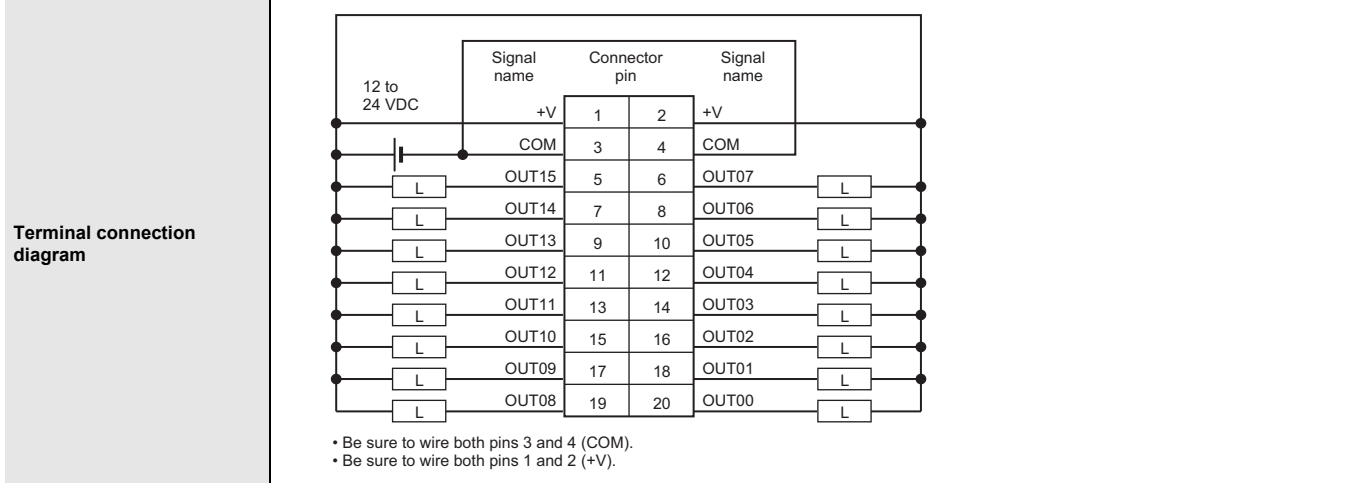 Terminal connection
diagram
Signal name Connector pin Signal name
12 to
24 VDC
+V 1 2 +V
COM 3 4 COM
L OUT15 5 6 OUT07 L
L OUT14 7 8 OUT06 L
L OUT13 9 10 OUT05 L
L OUT12 11 12 OUT04 L
L OUT11 13 14 OUT03 L
L OUT10 15 16 OUT02 L
L OUT09 17 18 OUT01 L
L OUT08 19 20 OUT00 L
• Be sure to wire both pins 3 and 4 (COM).
• Be sure to wire both pins 1 and 2 (+V).